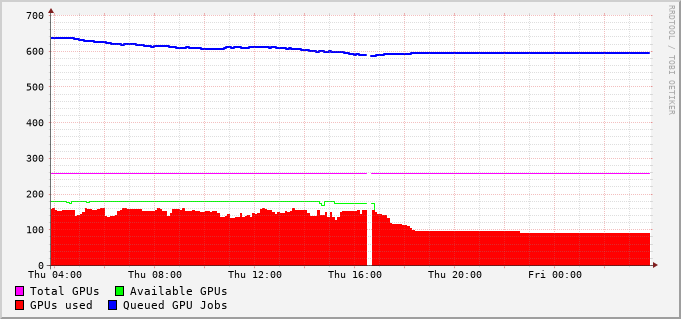 700
600
500
400
300
200
100
0
Thu 04:00 Thu 08:00 Thu 12:00 Thu 16:00 Thu 20:00 Fri 00:00
Total GPUs Available GPUs
GPUs used Queued GPU Jobs
RRDTOOL / TOBI OETIKER